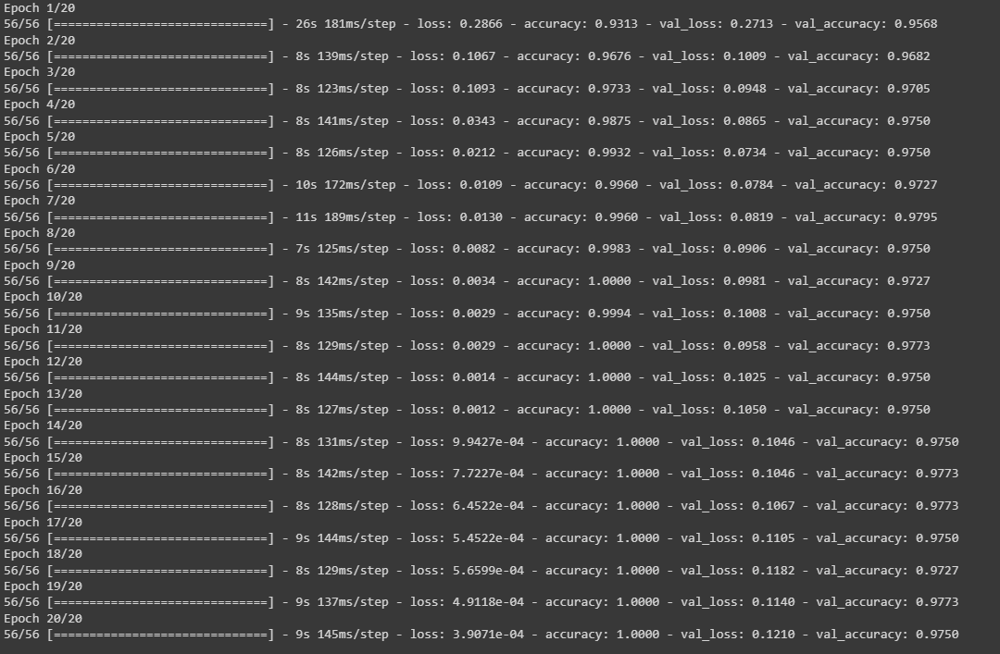 Epoch 1/20
56/56 [==============================] - 26s 181ms/step - loss: 0.2866 - accuracy: 0.9313 - val_loss: 0.2713 - val_accuracy: 0.9568
Epoch 2/20
56/56 [==============================] - 8s 139ms/step - loss: 0.1067 - accuracy: 0.9676 - val_loss: 0.1009 - val_accuracy: 0.9682
Epoch 3/20
56/56 [==============================] - 8s 123ms/step - loss: 0.1093 - accuracy: 0.9733 - val_loss: 0.0948 - val_accuracy: 0.9705
Epoch 4/20
56/56 [==============================] - 8s 141ms/step - loss: 0.0343 - accuracy: 0.9875 - val_loss: 0.0865 - val_accuracy: 0.9750
Epoch 5/20
56/56 [==============================] - 8s 126ms/step - loss: 0.0212 - accuracy: 0.9932 - val_loss: 0.0734 - val_accuracy: 0.9750
Epoch 6/20
56/56 [==============================] - 10s 172ms/step - loss: 0.0109 - accuracy: 0.9960 - val_loss: 0.0784 - val_accuracy: 0.9727
Epoch 7/20
56/56 [==============================] - 11s 189ms/step - loss: 0.0130 - accuracy: 0.9960 - val_loss: 0.0819 - val_accuracy: 0.9795
Epoch 8/20
56/56 [==============================] - 7s 125ms/step - loss: 0.0082 - accuracy: 0.9983 - val_loss: 0.0906 - val_accuracy: 0.9750
Epoch 9/20
56/56 [==============================] - 8s 142ms/step - loss: 0.0034 - accuracy: 1.0000 - val_loss: 0.0981 - val_accuracy: 0.9727
Epoch 10/20
56/56 [==============================] - 9s 135ms/step - loss: 0.0029 - accuracy: 0.9994 - val_loss: 0.1008 - val_accuracy: 0.9750
Epoch 11/20
56/56 [==============================] - 8s 129ms/step - loss: 0.0029 - accuracy: 1.0000 - val_loss: 0.0958 - val_accuracy: 0.9773
Epoch 12/20
56/56 [==============================] - 8s 144ms/step - loss: 0.0014 - accuracy: 1.0000 - val_loss: 0.1025 - val_accuracy: 0.9750
Epoch 13/20
56/56 [==============================] - 8s 127ms/step - loss: 0.0012 - accuracy: 1.0000 - val_loss: 0.1050 - val_accuracy: 0.9750
Epoch 14/20
56/56 [==============================] - 8s 131ms/step - loss: 9.9427e-04 - accuracy: 1.0000 - val_loss: 0.1046 - val_accuracy: 0.9750
Epoch 15/20
56/56 [==============================] - 8s 142ms/step - loss: 7.7227e-04 - accuracy: 1.0000 - val_loss: 0.1046 - val_accuracy: 0.9773
Epoch 16/20
56/56 [==============================] - 8s 128ms/step - loss: 6.4522e-04 - accuracy: 1.0000 - val_loss: 0.1067 - val_accuracy: 0.9773
Epoch 17/20
56/56 [==============================] - 9s 144ms/step - loss: 5.4522e-04 - accuracy: 1.0000 - val_loss: 0.1105 - val_accuracy: 0.9750
Epoch 18/20
56/56 [==============================] - 8s 129ms/step - loss: 5.6599e-04 - accuracy: 1.0000 - val_loss: 0.1182 - val_accuracy: 0.9727
Epoch 19/20
56/56 [==============================] - 9s 137ms/step - loss: 4.9118e-04 - accuracy: 1.0000 - val_loss: 0.1140 - val_accuracy: 0.9773
Epoch 20/20
56/56 [==============================] - 9s 145ms/step - loss: 3.9071e-04 - accuracy: 1.0000 - val_loss: 0.1210 - val_accuracy: 0.9750